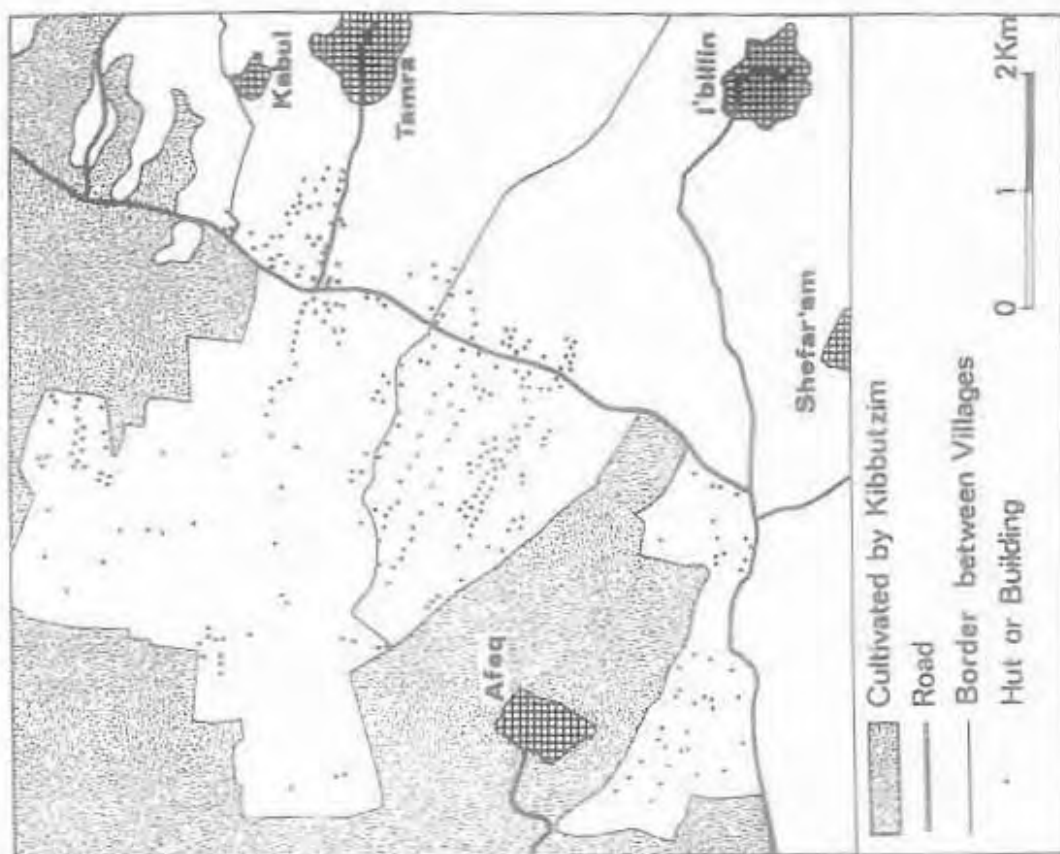 Kabul
Tamra
I'billin
Afeq
Shefar'am
Cultivated by Kibbutzim
Road
Border between Villages
Hut or Building
0 1 2Km